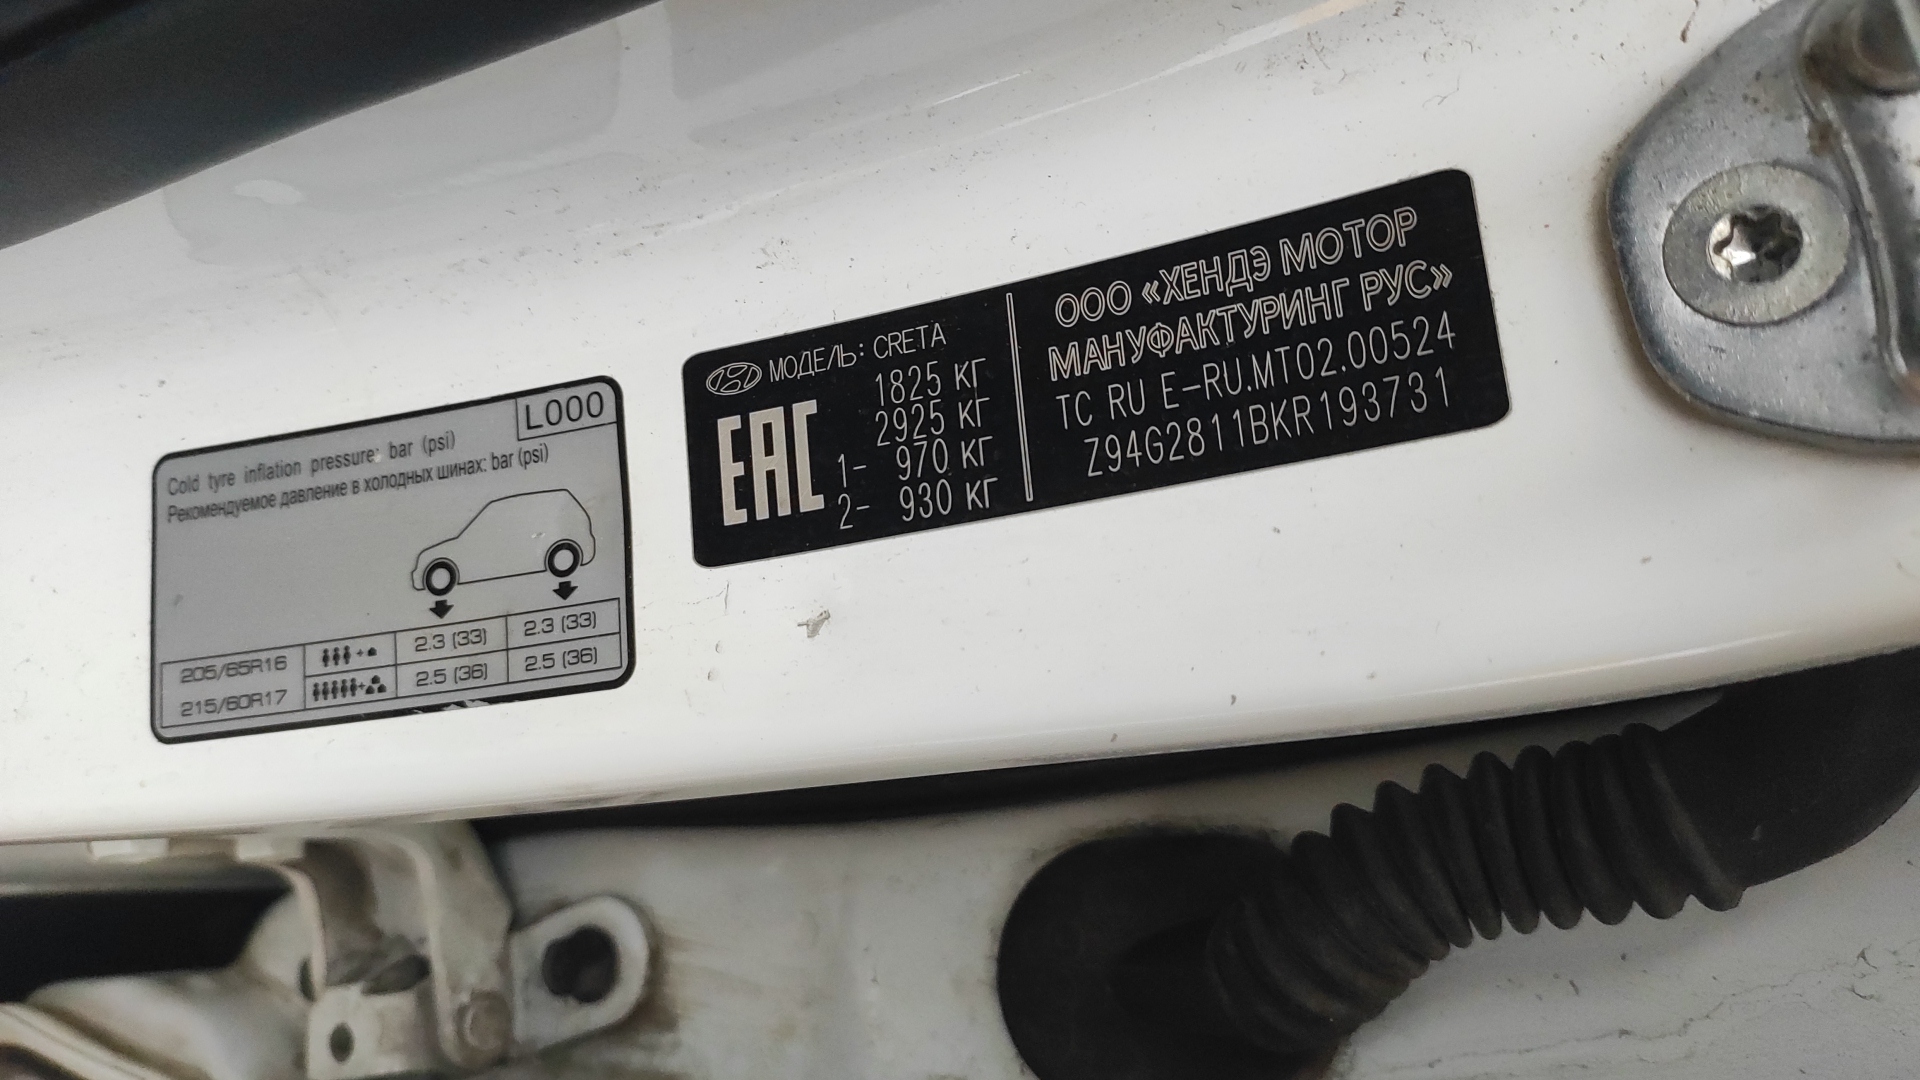 L000
Cold tyre inflation pressure: bar (psi)
Рекомендуемое давление в холодных шинах: bar (psi)
205/65R16
215/60R17
+
2.3 (33)
2.3 (33)
+
2.5 (36)
2.5 (36)
МОДЕЛЬ: CRETA
EAC
1825 КГ
2925 КГ
1- 970 КГ
2- 930 КГ
ООО «ХЕНДЭ МОТОР
МАНУФАКТУРИНГ РУС»
ТС RU E-RU.MT02.00524
Z94G2811BKR193731